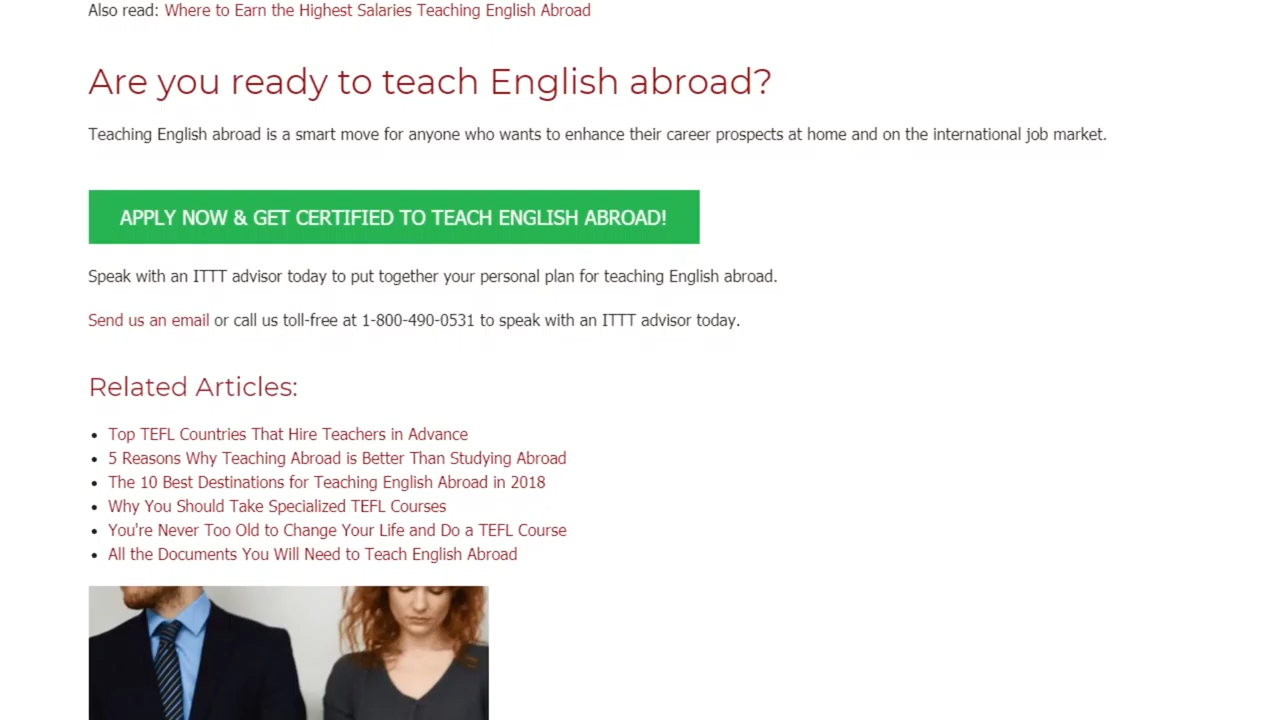 Also read: Where to Earn the Highest Salaries Teaching English Abroad
Are you ready to teach English abroad?
Teaching English abroad is a smart move for anyone who wants to enhance their career prospects at home and on the international job market.
APPLY NOW & GET CERTIFIED TO TEACH ENGLISH ABROAD!
Speak with an ITTT advisor today to put together your personal plan for teaching English abroad.
Send us an email or call us toll-free at 1-800-490-0531 to speak with an ITTT advisor today.
Related Articles:
Top TEFL Countries That Hire Teachers in Advance
5 Reasons Why Teaching Abroad is Better Than Studying Abroad
The 10 Best Destinations for Teaching English Abroad in 2018
Why You Should Take Specialized TEFL Courses
You're Never Too Old to Change Your Life and Do a TEFL Course
All the Documents You Will Need to Teach English Abroad